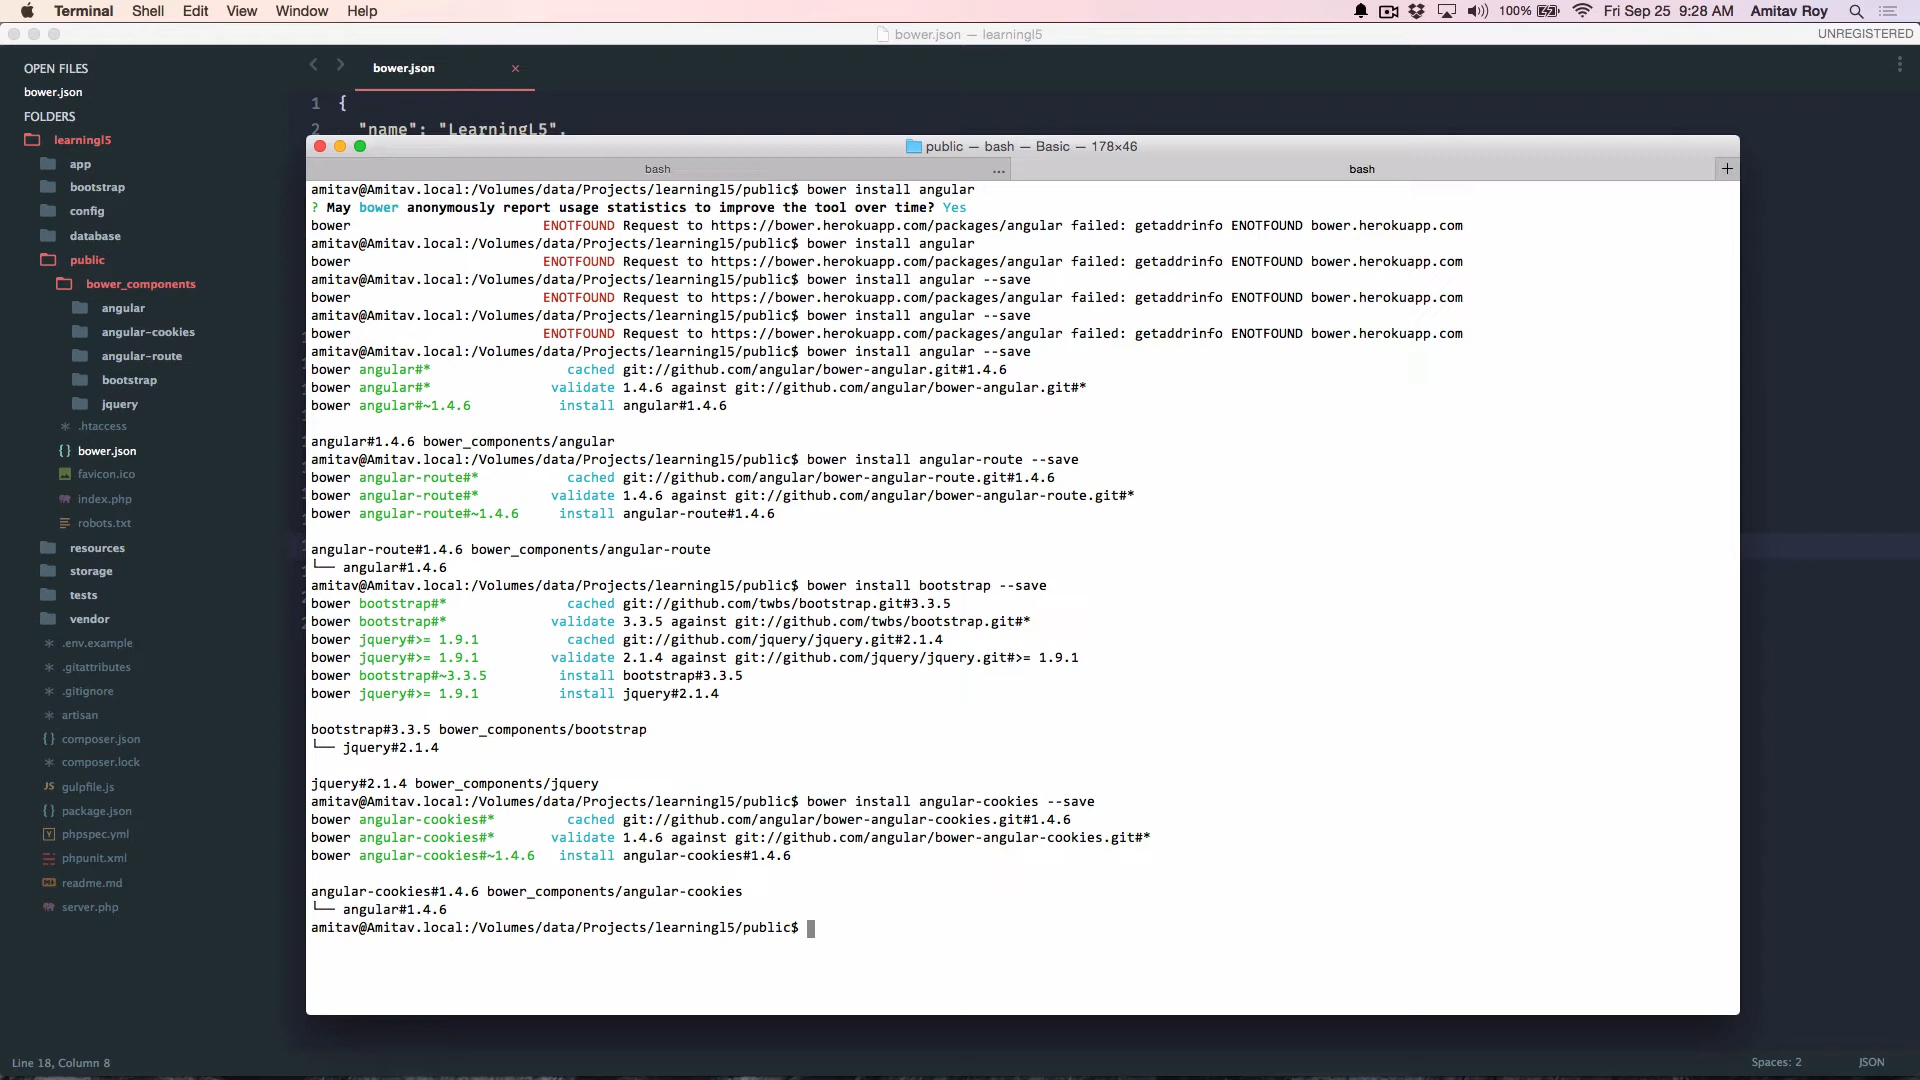 Terminal Shell Edit View Window Help 100% Fri Sep 25 9:28 AM Amitav Roy
bower.json — learningl5 UNREGISTERED
OPEN FILES
bower.json
FOLDERS
learningl5
app
bootstrap
config
database
public
bower_components
angular
angular-cookies
angular-route
bootstrap
jquery
.htaccess
{} bower.json
favicon.ico
index.php
robots.txt
resources
storage
tests
vendor
.env.example
.gitattributes
.gitignore
artisan
{} composer.json
composer.lock
JS gulpfile.js
{} package.json
Y phpspec.yml
phpunit.xml
readme.md
server.php
bower.json ×
1 {
2 "name": "LearningL5",
public — bash — Basic — 178×46
bash ... bash +
amitav@Amitav.local:/Volumes/data/Projects/learningl5/public$ bower install angular
? May bower anonymously report usage statistics to improve the tool over time? Yes
bower ENOTFOUND Request to https://bower.herokuapp.com/packages/angular failed: getaddrinfo ENOTFOUND bower.herokuapp.com
amitav@Amitav.local:/Volumes/data/Projects/learningl5/public$ bower install angular
bower ENOTFOUND Request to https://bower.herokuapp.com/packages/angular failed: getaddrinfo ENOTFOUND bower.herokuapp.com
amitav@Amitav.local:/Volumes/data/Projects/learningl5/public$ bower install angular --save
bower ENOTFOUND Request to https://bower.herokuapp.com/packages/angular failed: getaddrinfo ENOTFOUND bower.herokuapp.com
amitav@Amitav.local:/Volumes/data/Projects/learningl5/public$ bower install angular --save
bower ENOTFOUND Request to https://bower.herokuapp.com/packages/angular failed: getaddrinfo ENOTFOUND bower.herokuapp.com
amitav@Amitav.local:/Volumes/data/Projects/learningl5/public$ bower install angular --save
bower angular#* cached git://github.com/angular/bower-angular.git#1.4.6
bower angular#* validate 1.4.6 against git://github.com/angular/bower-angular.git#*
bower angular#~1.4.6 install angular#1.4.6
angular#1.4.6 bower_components/angular
amitav@Amitav.local:/Volumes/data/Projects/learningl5/public$ bower install angular-route --save
bower angular-route#* cached git://github.com/angular/bower-angular-route.git#1.4.6
bower angular-route#* validate 1.4.6 against git://github.com/angular/bower-angular-route.git#*
bower angular-route#~1.4.6 install angular-route#1.4.6
angular-route#1.4.6 bower_components/angular-route
└── angular#1.4.6
amitav@Amitav.local:/Volumes/data/Projects/learningl5/public$ bower install bootstrap --save
bower bootstrap#* cached git://github.com/twbs/bootstrap.git#3.3.5
bower bootstrap#* validate 3.3.5 against git://github.com/twbs/bootstrap.git#*
bower jquery#>= 1.9.1 cached git://github.com/jquery/jquery.git#2.1.4
bower jquery#>= 1.9.1 validate 2.1.4 against git://github.com/jquery/jquery.git#>= 1.9.1
bower bootstrap#~3.3.5 install bootstrap#3.3.5
bower jquery#>= 1.9.1 install jquery#2.1.4
bootstrap#3.3.5 bower_components/bootstrap
└── jquery#2.1.4
jquery#2.1.4 bower_components/jquery
amitav@Amitav.local:/Volumes/data/Projects/learningl5/public$ bower install angular-cookies --save
bower angular-cookies#* cached git://github.com/angular/bower-angular-cookies.git#1.4.6
bower angular-cookies#* validate 1.4.6 against git://github.com/angular/bower-angular-cookies.git#*
bower angular-cookies#~1.4.6 install angular-cookies#1.4.6
angular-cookies#1.4.6 bower_components/angular-cookies
└── angular#1.4.6
amitav@Amitav.local:/Volumes/data/Projects/learningl5/public$
Line 18, Column 8 Spaces: 2 JSON